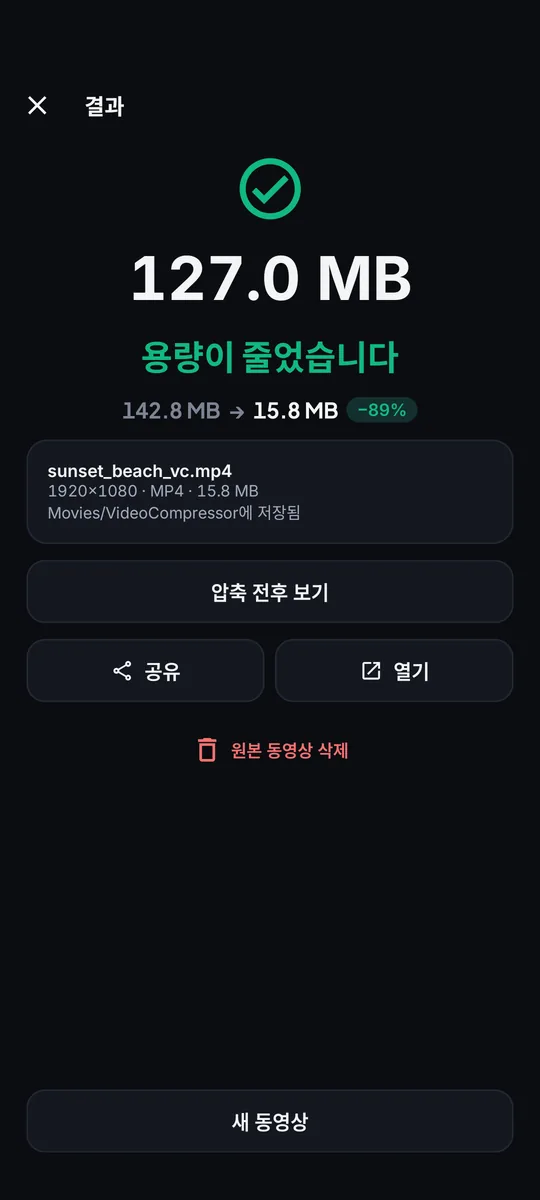 결과
127.0 MB
용량이 줄었습니다
142.8 MB → 15.8 MB −89%
sunset_beach_vc.mp4
1920×1080 · MP4 · 15.8 MB
Movies/VideoCompressor에 저장됨
압축 전후 보기
공유 열기
원본 동영상 삭제
새 동영상